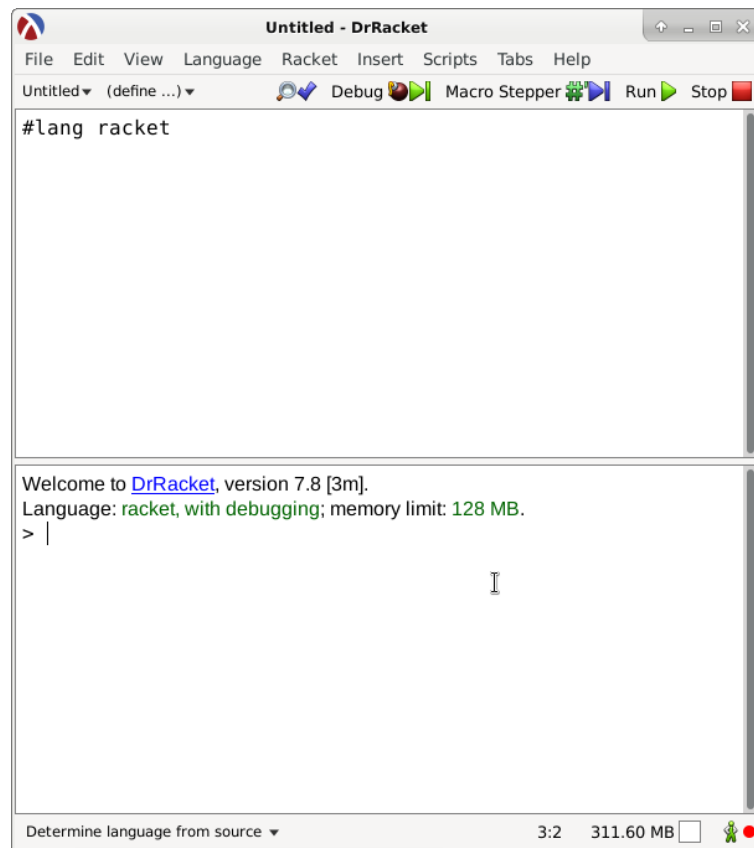 Untitled - DrRacket
File Edit View Language Racket Insert Scripts Tabs Help
Untitled (define ...) Debug Macro Stepper Run Stop
#lang racket
Welcome to DrRacket, version 7.8 [3m].
Language: racket, with debugging; memory limit: 128 MB.
>
Determine language from source 3:2 311.60 MB